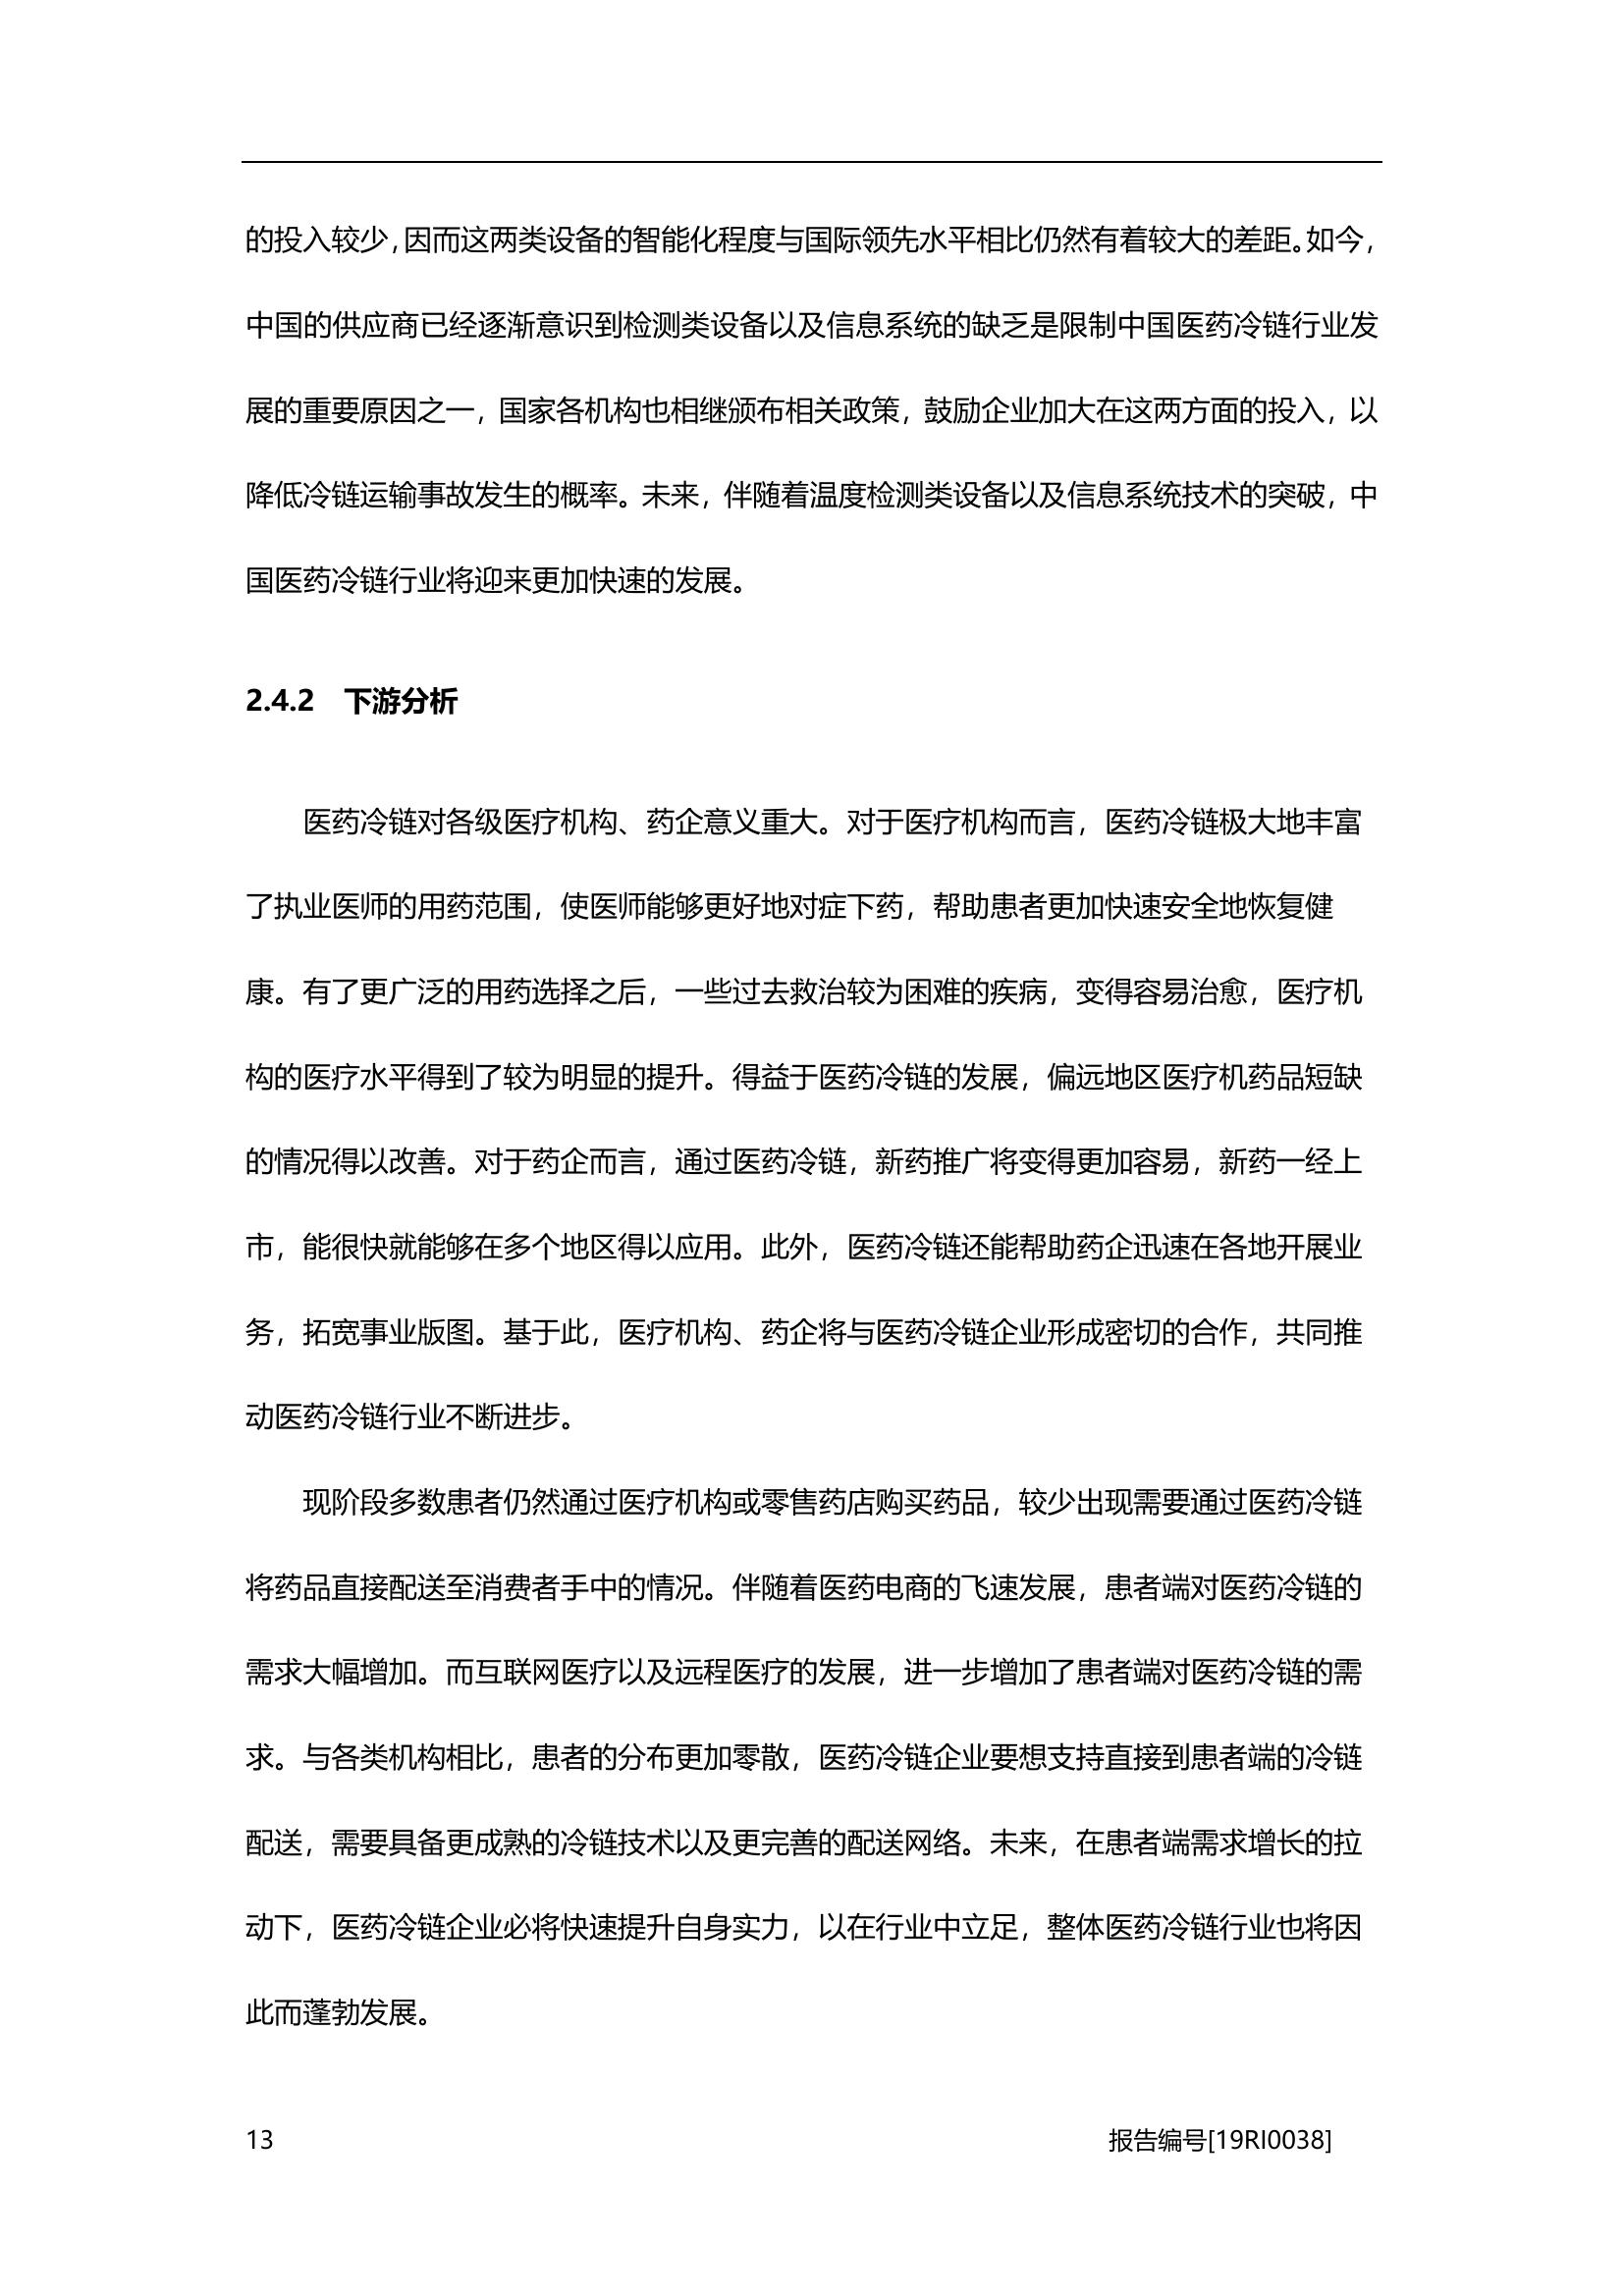 的投入较少，因而这两类设备的智能化程度与国际领先水平相比仍然有着较大的差距。如今，
中国的供应商已经逐渐意识到检测类设备以及信息系统的缺乏是限制中国医药冷链行业发
展的重要原因之一，国家各机构也相继颁布相关政策，鼓励企业加大在这两方面的投入，以
降低冷链运输事故发生的概率。未来，伴随着温度检测类设备以及信息系统技术的突破，中
国医药冷链行业将迎来更加快速的发展。
2.4.2 下游分析
医药冷链对各级医疗机构、药企意义重大。对于医疗机构而言，医药冷链极大地丰富
了执业医师的用药范围，使医师能够更好地对症下药，帮助患者更加快速安全地恢复健
康。有了更广泛的用药选择之后，一些过去救治较为困难的疾病，变得容易治愈，医疗机
构的医疗水平得到了较为明显的提升。得益于医药冷链的发展，偏远地区医疗机药品短缺
的情况得以改善。对于药企而言，通过医药冷链，新药推广将变得更加容易，新药一经上
市，能很快就能够在多个地区得以应用。此外，医药冷链还能帮助药企迅速在各地开展业
务，拓宽事业版图。基于此，医疗机构、药企将与医药冷链企业形成密切的合作，共同推
动医药冷链行业不断进步。
现阶段多数患者仍然通过医疗机构或零售药店购买药品，较少出现需要通过医药冷链
将药品直接配送至消费者手中的情况。伴随着医药电商的飞速发展，患者端对医药冷链的
需求大幅增加。而互联网医疗以及远程医疗的发展，进一步增加了患者端对医药冷链的需
求。与各类机构相比，患者的分布更加零散，医药冷链企业要想支持直接到患者端的冷链
配送，需要具备更成熟的冷链技术以及更完善的配送网络。未来，在患者端需求增长的拉
动下，医药冷链企业必将快速提升自身实力，以在行业中立足，整体医药冷链行业也将因
此而蓬勃发展。
13 报告编号[19RI0038]